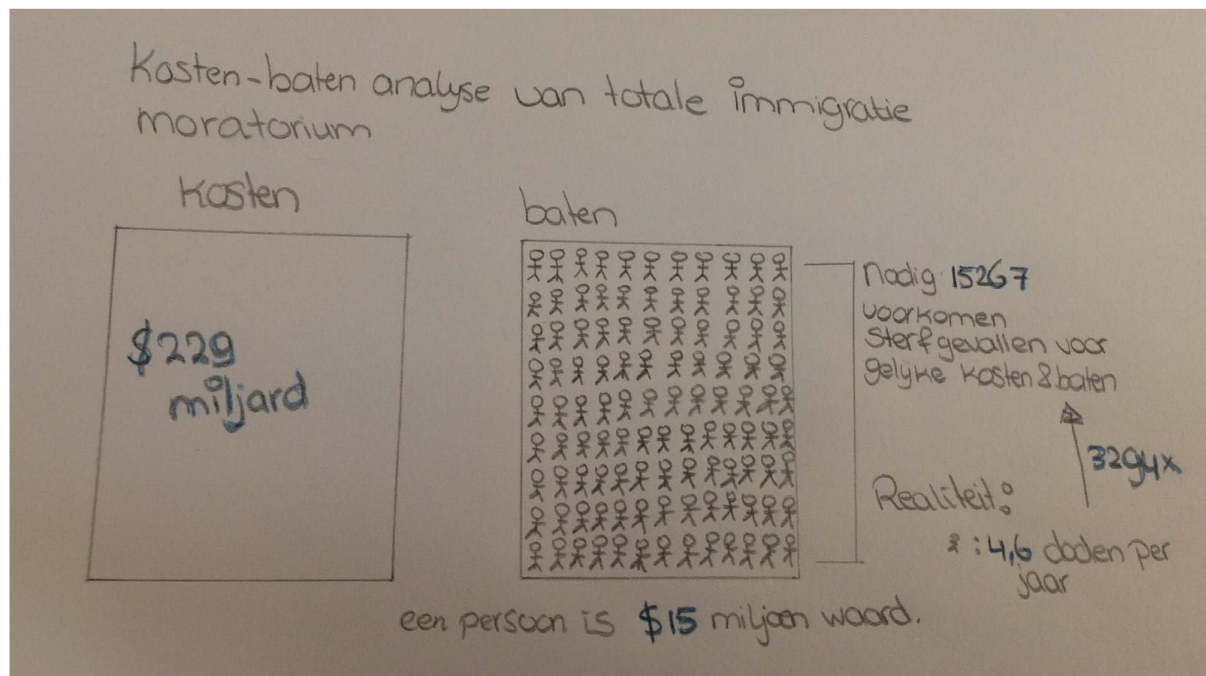 Kosten-baten analyse van totale immigratie
moratorium
Kosten
baten
$229
miljard
nodig 15267
voorkomen
sterfgevallen voor
gelijke kosten & baten
3294x
Realiteit:
: 4,6 doden per
jaar
een persoon is $15 miljoen waard.